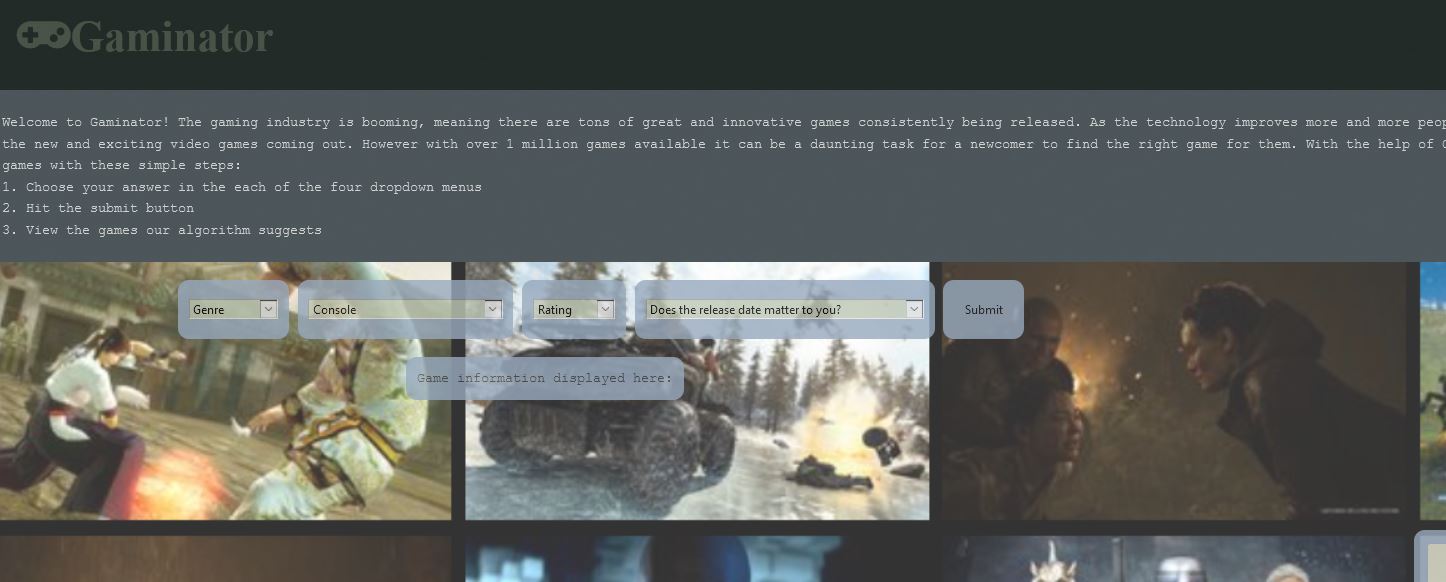 Gaminator
Welcome to Gaminator! The gaming industry is booming, meaning there are tons of great and innovative games consistently being released. As the technology improves more and more
the new and exciting video games coming out. However with over 1 million games available it can be a daunting task for a newcomer to find the right game for them. With the help of
games with these simple steps:
1. Choose your answer in the each of the four dropdown menus
2. Hit the submit button
3. View the games our algorithm suggests
Genre Console Rating Does the release date matter to you? Submit
Game information displayed here: